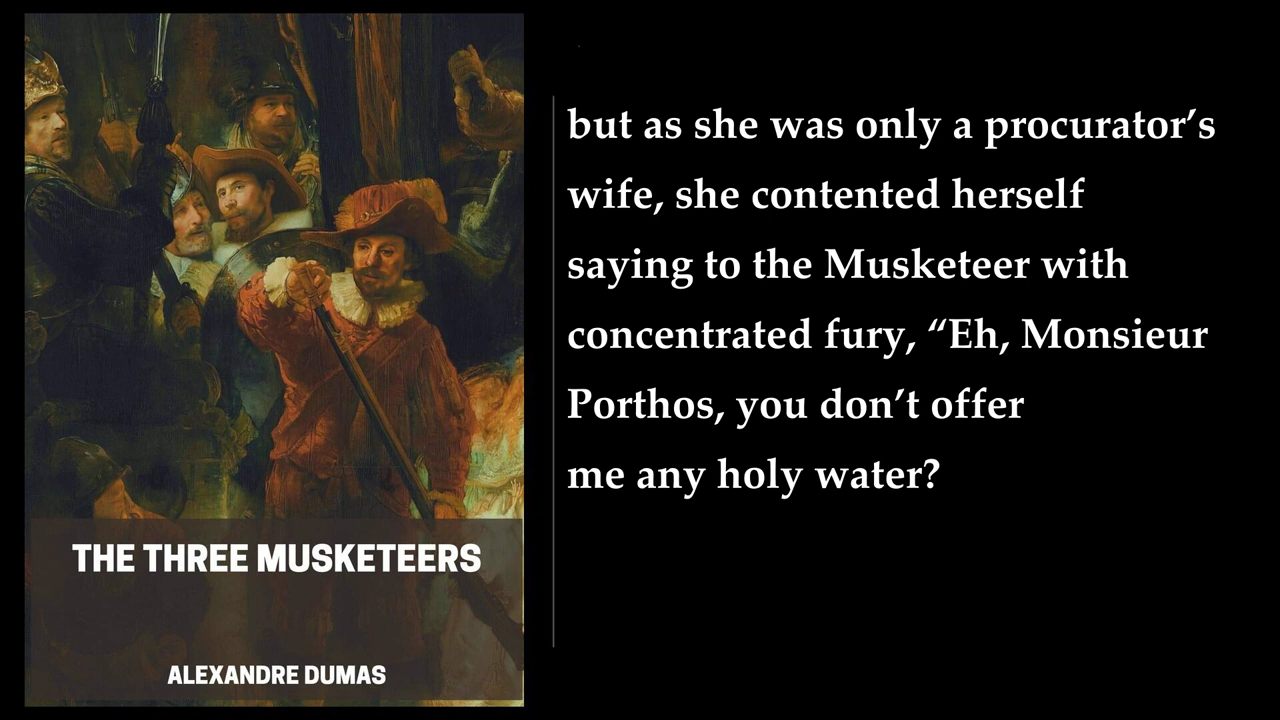 THE THREE MUSKETEERS
ALEXANDRE DUMAS
but as she was only a procurator’s
wife, she contented herself
saying to the Musketeer with
concentrated fury, “Eh, Monsieur
Porthos, you don’t offer
me any holy water?